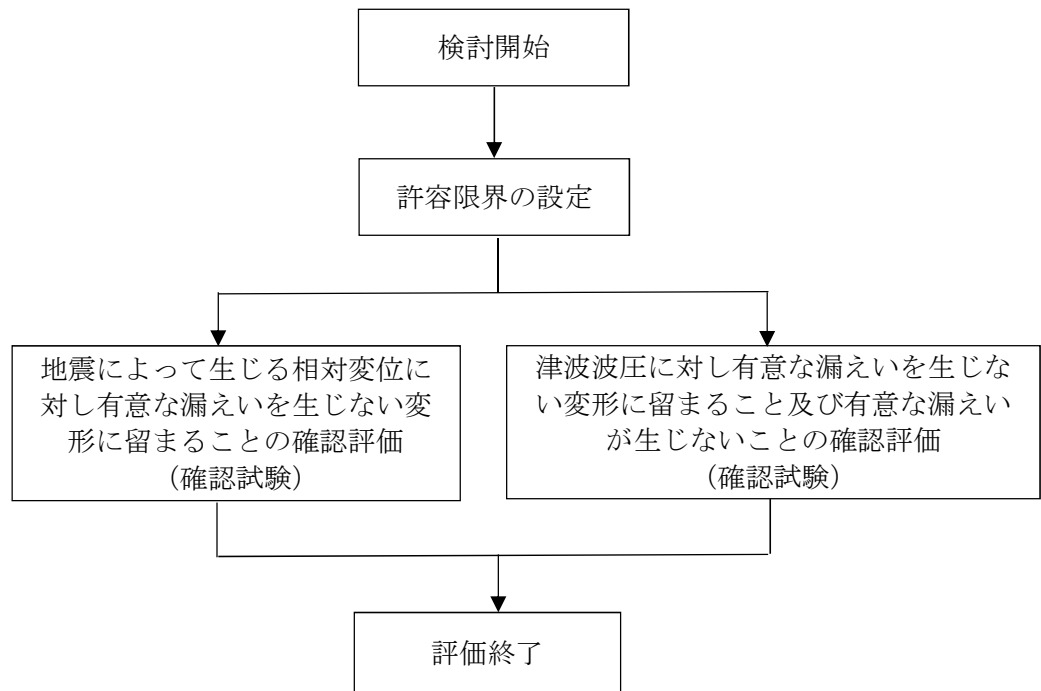 検討開始
許容限界の設定
地震によって生じる相対変位に
対し有意な漏えいを生じない変
形に留まることの確認評価
(確認試験)
津波波圧に対し有意な漏えいを生じな
い変形に留まること及び有意な漏えい
が生じないことの確認評価
(確認試験)
評価終了